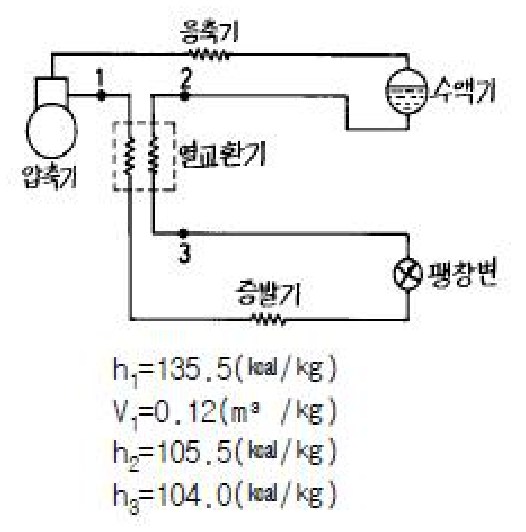 응축기
1
2
수액기
열교환기
압축기
3
팽창변
증발기
h₁=135.5(kcal/kg)
V₁=0.12(m³ /kg)
h₂=105.5(kcal/kg)
h₃=104.0(kcal/kg)